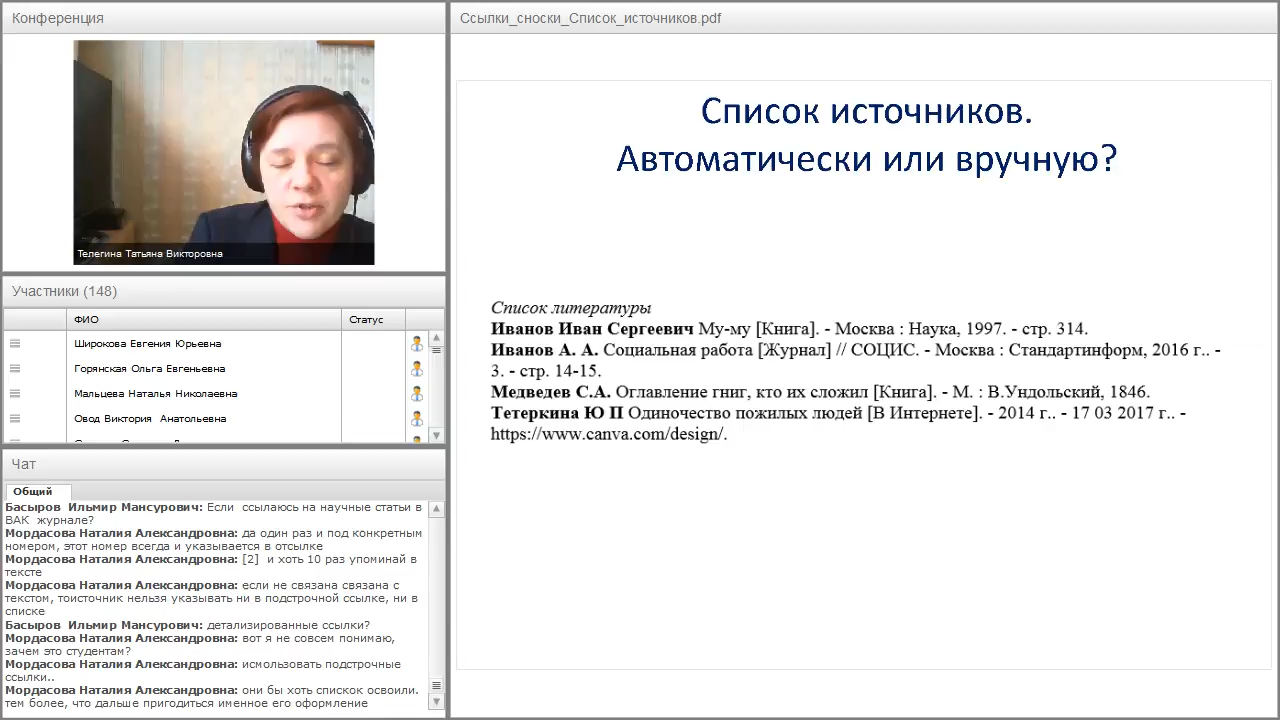 Конференция
Телегина Татьяна Викторовна
Участники (148)
ФИО
Статус
Широкова Евгения Юрьевна
Горянская Ольга Евгеньевна
Мальцева Наталья Николаевна
Овод Виктория Анатольевна
Чат
Общий
Басыров Ильмир Мансурович: Если ссылаюсь на научные статьи в
ВАК журнале?
Мордасова Наталия Александровна: да один раз и под конкретным
номером, этот номер всегда и указывается в отсылке
Мордасова Наталия Александровна: [2] и хоть 10 раз упоминай в
тексте
Мордасова Наталия Александровна: если не связана связана с
текстом, тоисточник нельзя указывать ни в подстрочной ссылке, ни в
списке
Басыров Ильмир Мансурович: детализированные ссылки?
Мордасова Наталия Александровна: вот я не совсем понимаю,
зачем это студентам?
Мордасова Наталия Александровна: исмользовать подстрочные
ссылки..
Мордасова Наталия Александровна: они бы хоть спискок освоили.
тем более, что дальше пригодиться именное его оформление
Ссылки_сноски_Список_источников.pdf
Список источников.
Автоматически или вручную?
Список литературы
Иванов Иван Сергеевич Му-му [Книга]. - Москва : Наука, 1997. - стр. 314.
Иванов А. А. Социальная работа [Журнал] // СОЦИС. - Москва : Стандартинформ, 2016 г.. -
3. - стр. 14-15.
Медведев С.А. Оглавление гниг, кто их сложил [Книга]. - М. : В.Ундольский, 1846.
Тетеркина Ю П Одиночество пожилых людей [В Интернете]. - 2014 г.. - 17 03 2017 г.. -
https://www.canva.com/design/.